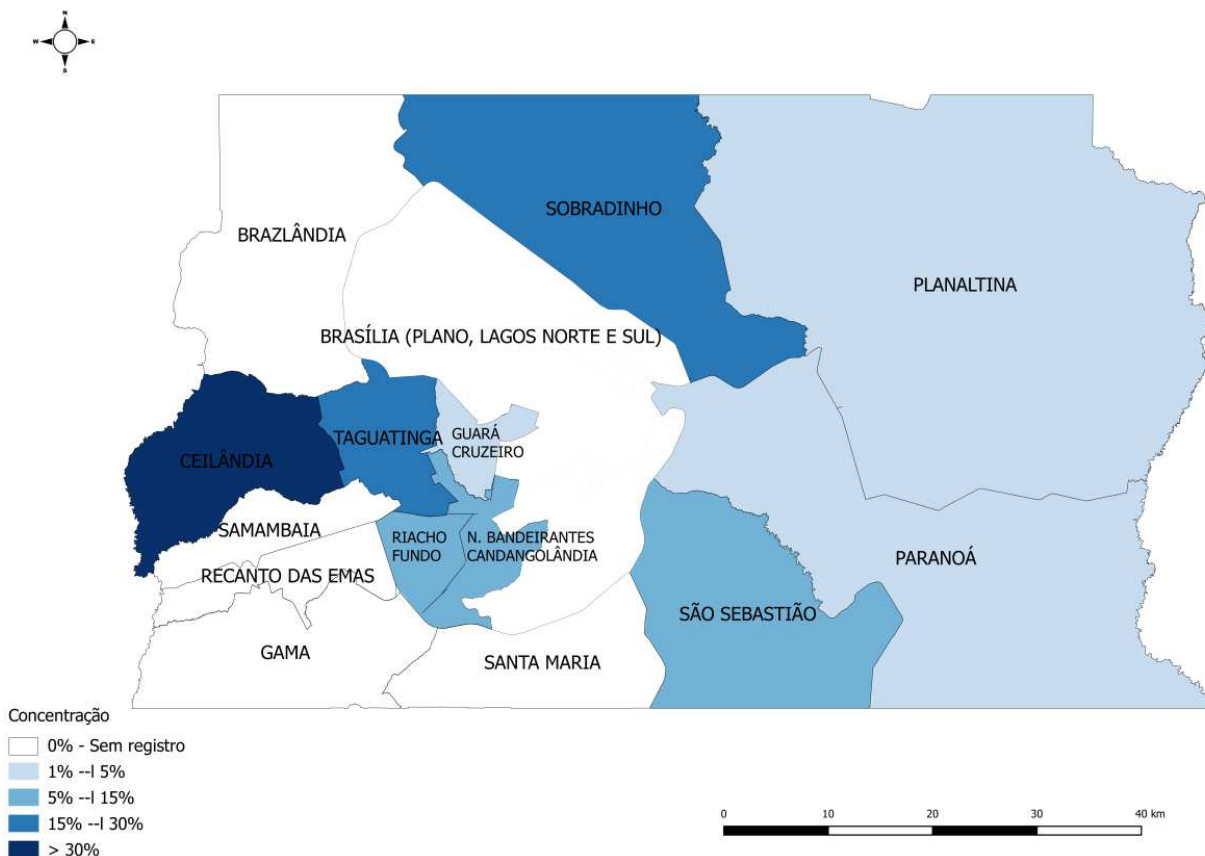 N
W E
S
SOBRADINHO
BRAZLÂNDIA
PLANALTINA
BRASÍLIA (PLANO, LAGOS NORTE E SUL)
TAGUATINGA
GUARÁ
CRUZEIRO
CEILÂNDIA
SAMAMBAIA
RIACHO
FUNDO
N. BANDEIRANTES
CANDANGOLÂNDIA
PARANOÁ
RECANTO DAS EMAS
SÃO SEBASTIÃO
GAMA
SANTA MARIA
Concentração
0% - Sem registro
1% --l 5%
5% --l 15%
15% --l 30%
> 30%
0 10 20 30 40 km